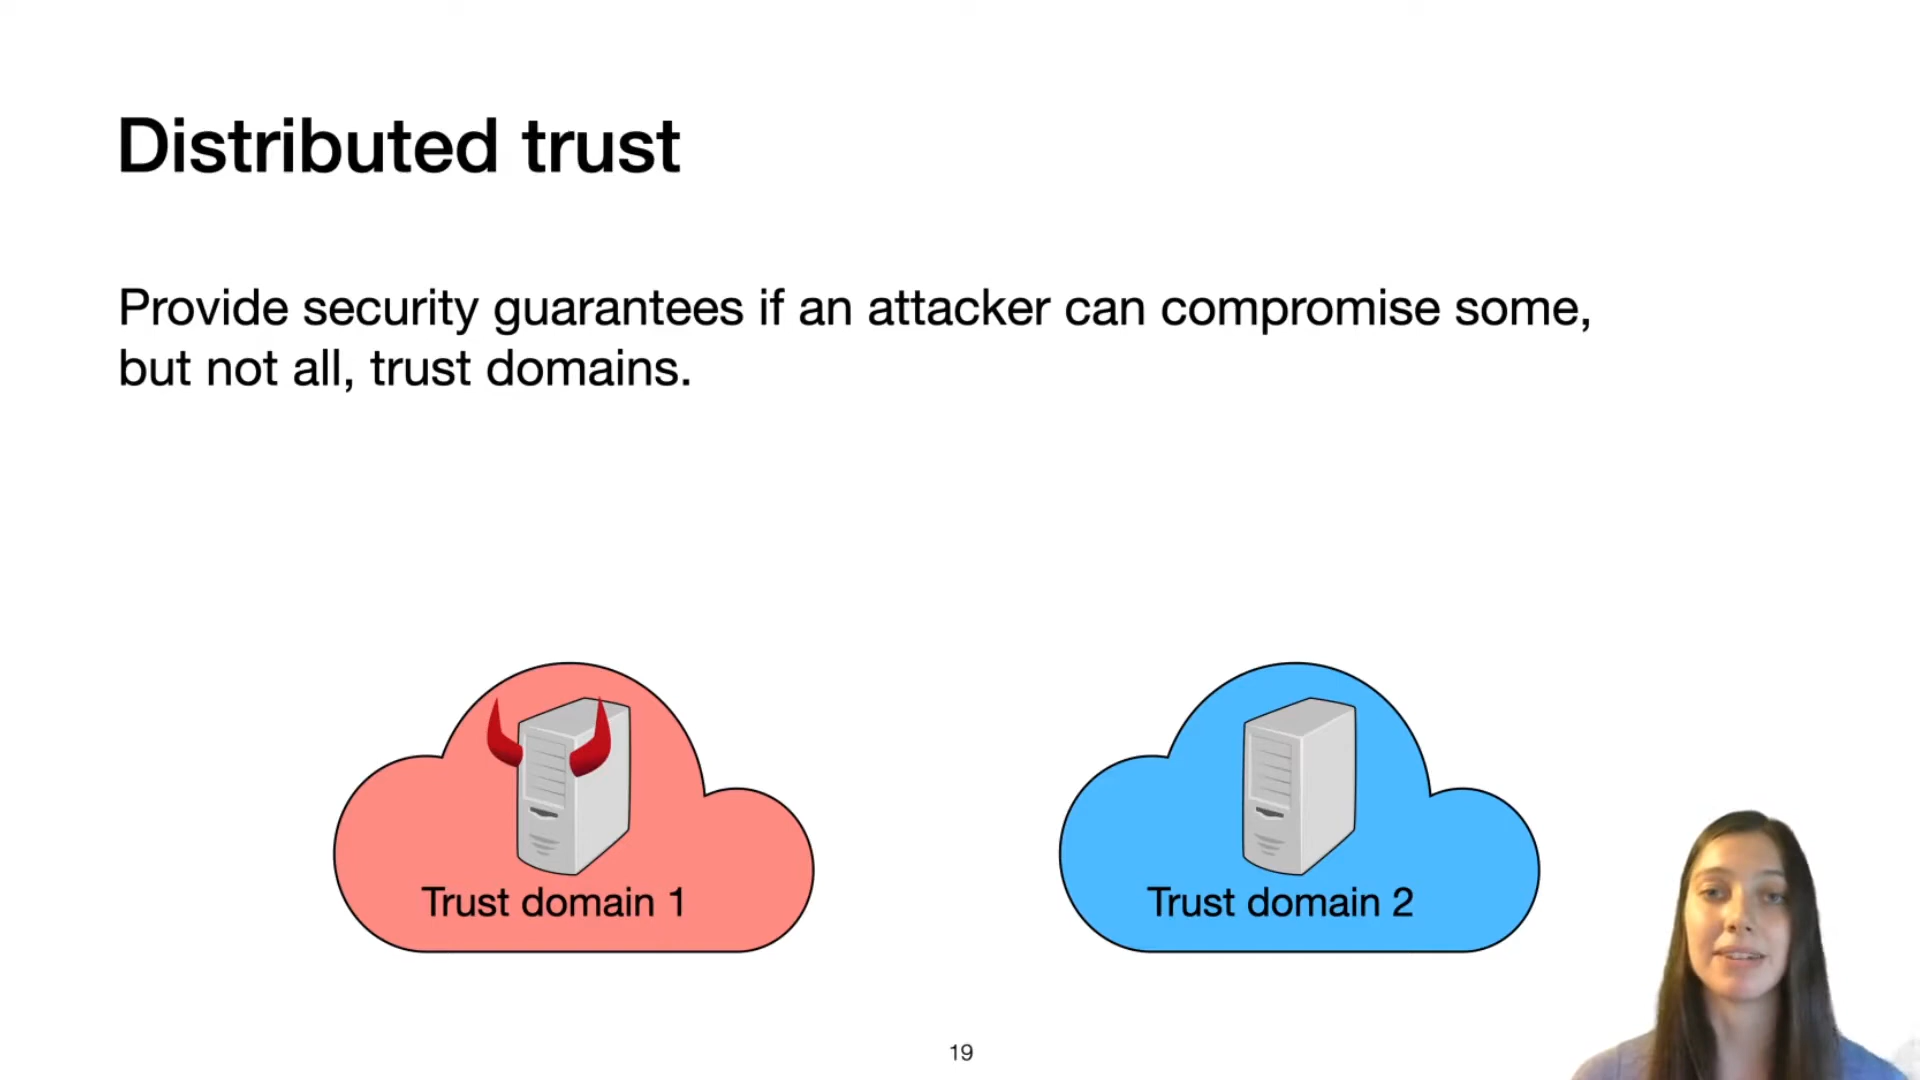 Distributed trust
Provide security guarantees if an attacker can compromise some,
but not all, trust domains.
Trust domain 1
Trust domain 2
19